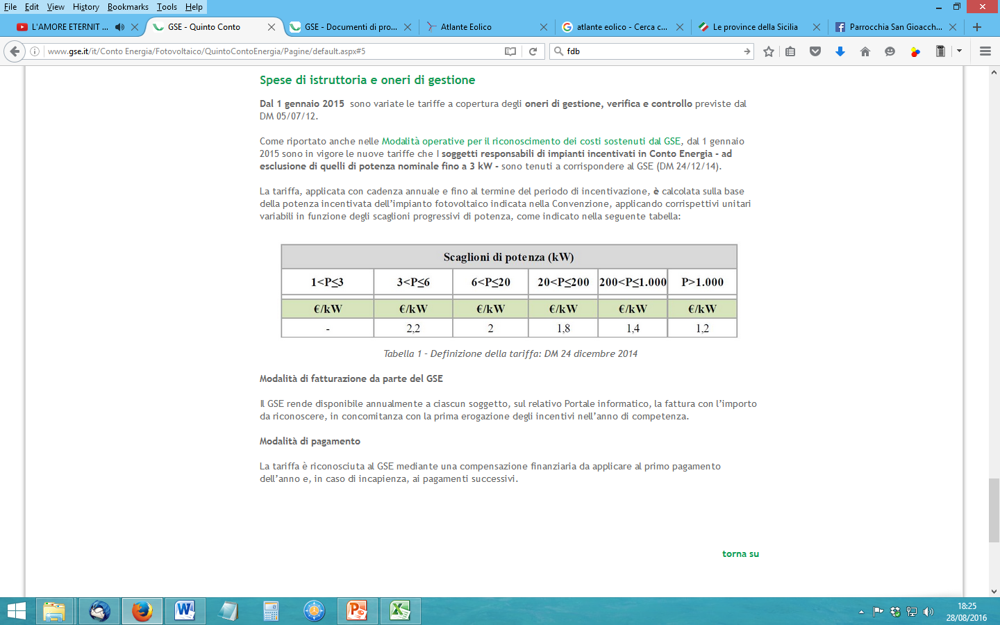 File Edit View History Bookmarks Tools Help
L'AMORE ETERNIT ...
GSE - Quinto Conto
GSE - Documenti di pro...
Atlante Eolico
atlante eolico - Cerca c...
Le province della Sicilia
Parrocchia San Gioacch...
www.gse.it/it/Conto Energia/Fotovoltaico/QuintoContoEnergia/Pagine/default.aspx#5
fdb
Spese di istruttoria e oneri di gestione
Dal 1 gennaio 2015 sono variate le tariffe a copertura degli oneri di gestione, verifica e controllo previste dal
DM 05/07/12.
Come riportato anche nelle Modalità operative per il riconoscimento dei costi sostenuti dal GSE, dal 1 gennaio
2015 sono in vigore le nuove tariffe che I soggetti responsabili di impianti incentivati in Conto Energia - ad
esclusione di quelli di potenza nominale fino a 3 kW - sono tenuti a corrispondere al GSE (DM 24/12/14).
La tariffa, applicata con cadenza annuale e fino al termine del periodo di incentivazione, è calcolata sulla base
della potenza incentivata dell'impianto fotovoltaico indicata nella Convenzione, applicando corrispettivi unitari
variabili in funzione degli scaglioni progressivi di potenza, come indicato nella seguente tabella:
Scaglioni di potenza (kW)
1<P≤3 3<P≤6 6<P≤20 20<P≤200 200<P≤1.000 P>1.000
€/kW €/kW €/kW €/kW €/kW €/kW
- 2,2 2 1,8 1,4 1,2
Tabella 1 - Definizione della tariffa: DM 24 dicembre 2014
Modalità di fatturazione da parte del GSE
Il GSE rende disponibile annualmente a ciascun soggetto, sul relativo Portale informatico, la fattura con l'importo
da riconoscere, in concomitanza con la prima erogazione degli incentivi nell'anno di competenza.
Modalità di pagamento
La tariffa è riconosciuta al GSE mediante una compensazione finanziaria da applicare al primo pagamento
dell'anno e, in caso di incapienza, ai pagamenti successivi.
torna su
18:25
28/08/2016